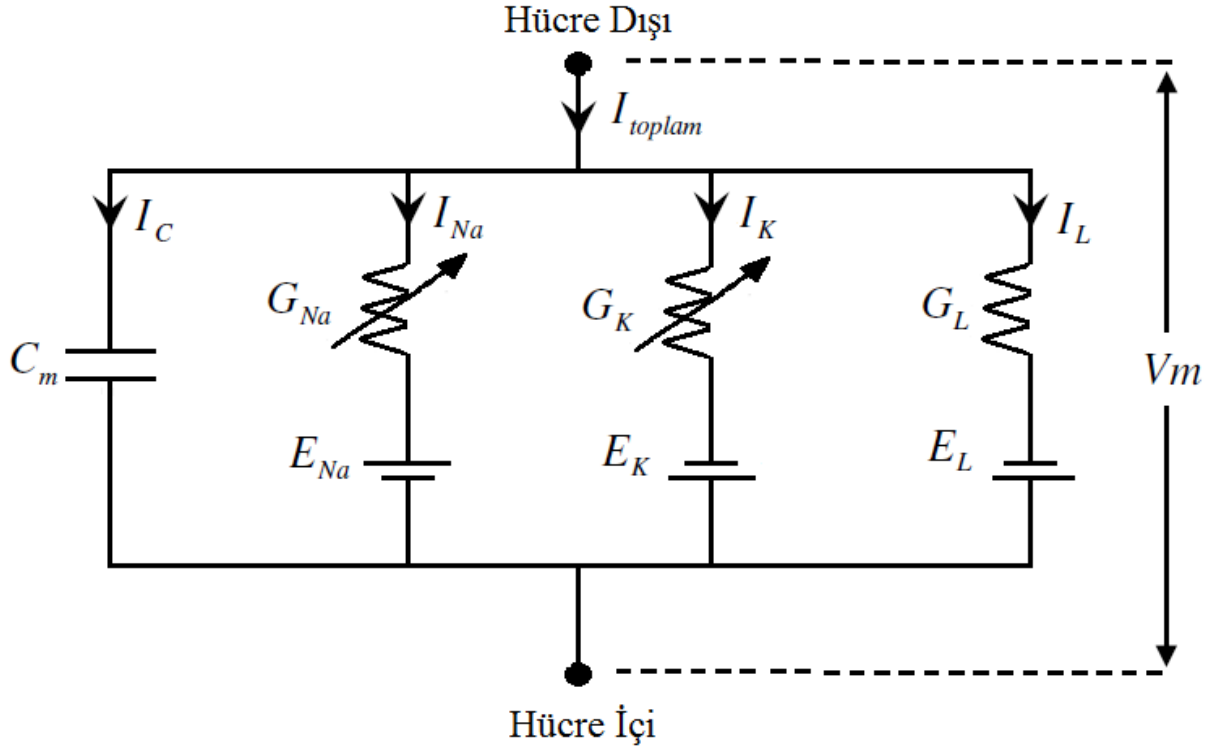 Hücre Dışı
I_toplam
I_C
I_Na
I_K
I_L
G_Na
G_K
G_L
C_m
Vm
E_Na
E_K
E_L
Hücre İçi